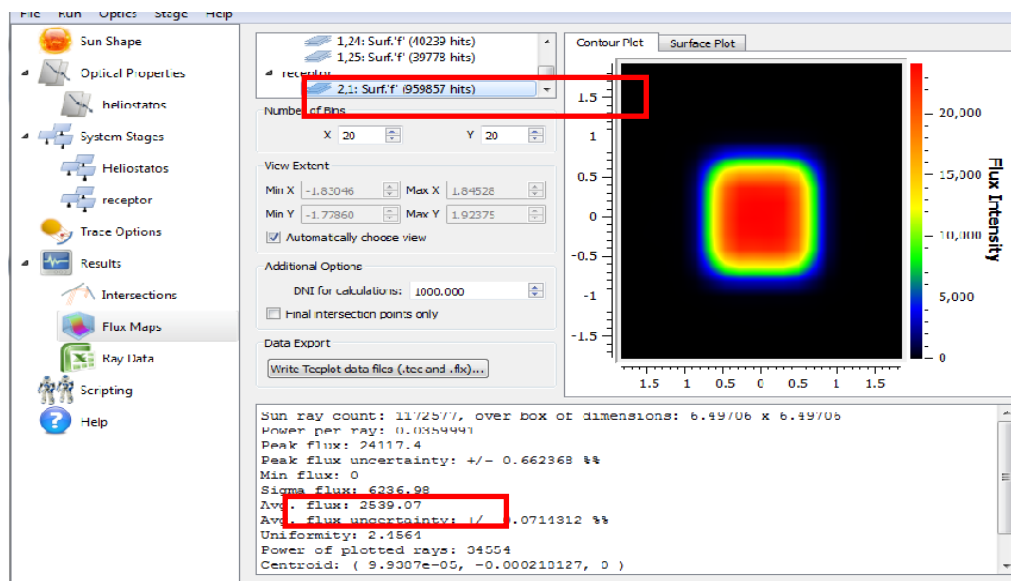 File Run Optics Stage Help
Sun Shape
Optical Properties
heliostatos
System Stages
Heliostatos
receptor
Trace Options
Results
Intersections
Flux Maps
Ray Data
Scripting
Help
1,24: Surf.'f' (40239 hits)
1,25: Surf.'f' (39778 hits)
receptor
2,1: Surf.'f' (959857 hits)
Number of Bins
X 20 Y 20
View Extent
Min X -1.83046 Max X 1.84528
Min Y -1.77860 Max Y 1.92375
Automatically choose view
Additional Options
DNI for calculations: 1000.000
Final intersection points only
Data Export
Write Tecplot data files (.tec and .flx)...
Contour Plot Surface Plot
1.5
1
0.5
0
-0.5
-1
-1.5
1.5 1 0.5 0 0.5 1 1.5
20,000
15,000
10,000
5,000
0
Flux Intensity
Sun ray count: 1172577, over box of dimensions: 6.49706 x 6.49706
Power per ray: 0.0359991
Peak flux: 24117.4
Peak flux uncertainty: +/- 0.662368 %%
Min flux: 0
Sigma flux: 6236.98
Avg. flux: 2539.07
Avg. flux uncertainty: +/- 0.0714312 %%
Uniformity: 2.4564
Power of plotted rays: 34554
Centroid: ( 9.9307e-05, -0.000210127, 0 )